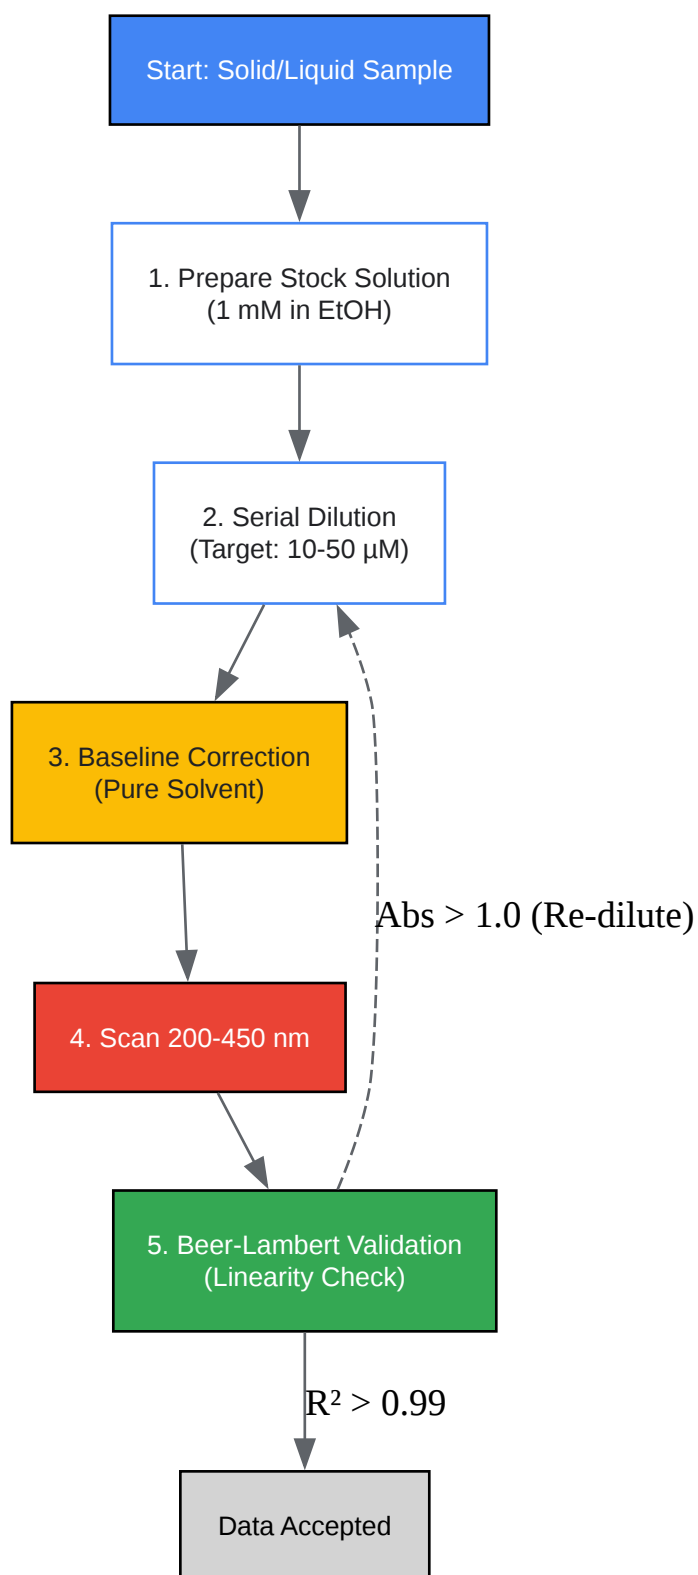 Start: Solid/Liquid Sample
1. Prepare Stock Solution
(1 mM in EtOH)
2. Serial Dilution
(Target: 10-50 µM)
3. Baseline Correction
(Pure Solvent)
Abs > 1.0 (Re-dilute)
4. Scan 200-450 nm
5. Beer-Lambert Validation
(Linearity Check)
R² > 0.99
Data Accepted